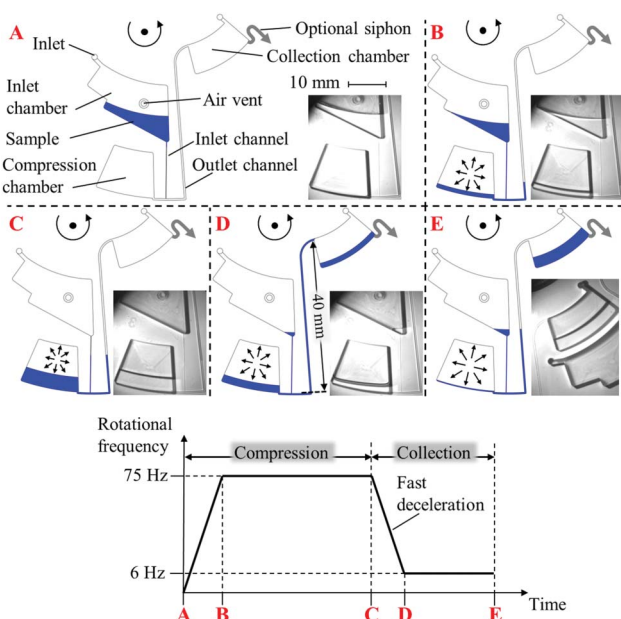 A
Inlet
Optional siphon
Collection chamber
10 mm
Inlet
chamber
Air vent
Sample
Inlet channel
Compression
chamber
Outlet channel
B
C
D
40 mm
E
Rotational
frequency
Compression
Collection
75 Hz
Fast
deceleration
6 Hz
A
B
C
D
E
Time